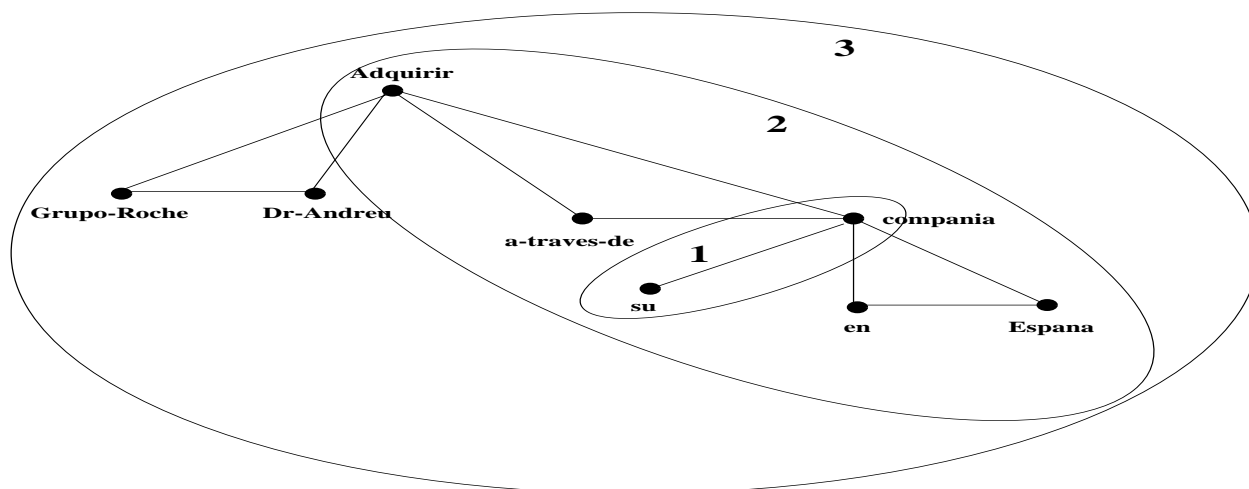 3
Adquirir
2
Grupo-Roche
Dr-Andreu
compania
a-traves-de
1
su
en
Espana